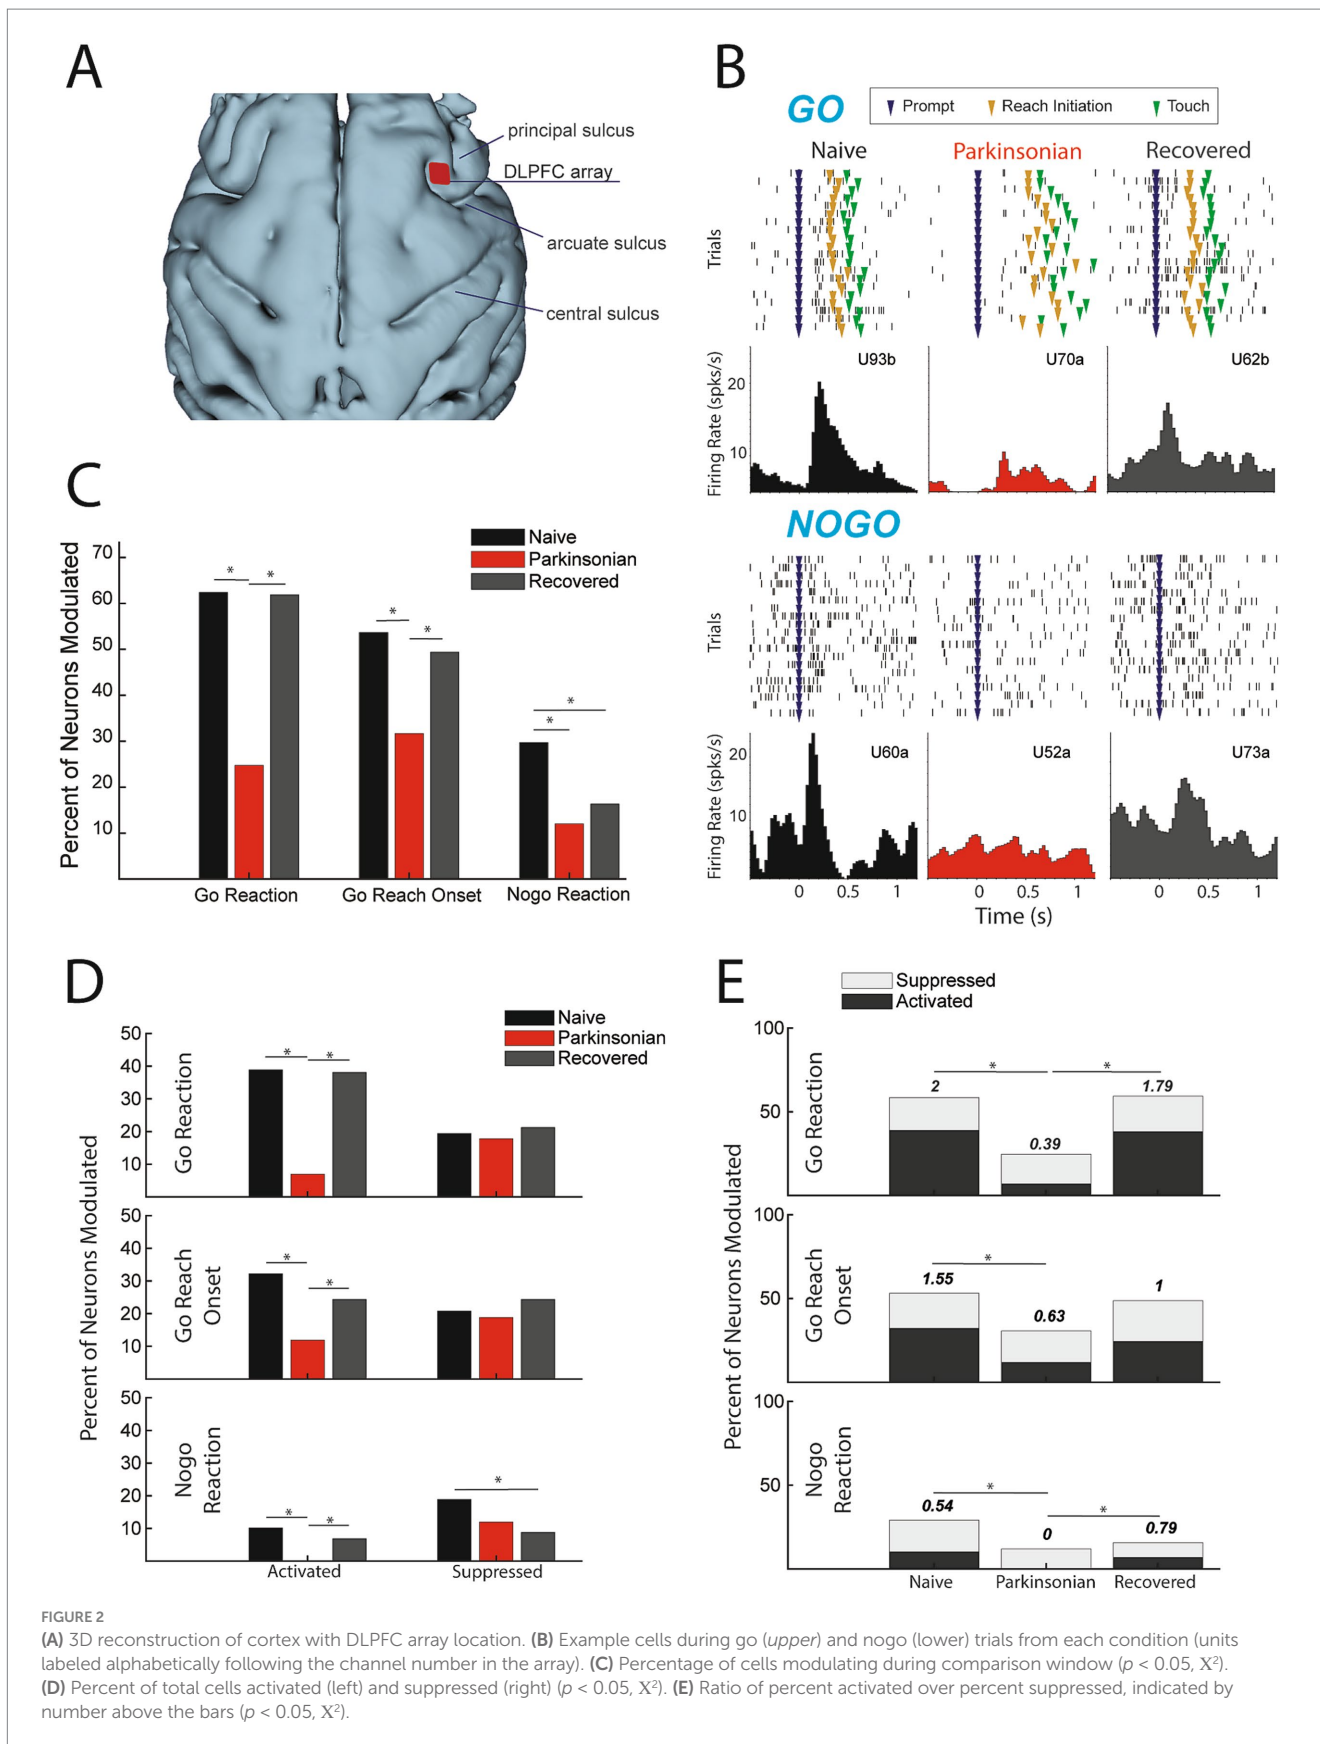 A
principal sulcus
DLPFC array
arcuate sulcus
central sulcus
B
GO
Prompt
Reach Initiation
Touch
Naive
Parkinsonian
Recovered
Trials
Firing Rate (spks/s)
20
10
U93b
U70a
U62b
NOGO
Trials
Firing Rate (spks/s)
20
10
U60a
U52a
U73a
0 0.5 1
0 0.5 1
0 0.5 1
Time (s)
C
Naive
Parkinsonian
Recovered
Percent of Neurons Modulated
70
60
50
40
30
20
10
* *
* *
* *
Go Reaction
Go Reach Onset
Nogo Reaction
D
Naive
Parkinsonian
Recovered
Percent of Neurons Modulated
Go Reaction
50
40
30
20
10
* *
Go Reach
Onset
50
40
30
20
10
* *
Nogo
Reaction
50
40
30
20
10
* * *
Activated
Suppressed
E
Suppressed
Activated
Percent of Neurons Modulated
Go Reaction
100
50
* *
2 0.39 1.79
Go Reach
Onset
100
50
*
1.55 0.63 1
Nogo
Reaction
100
50
* *
0.54 0 0.79
Naive
Parkinsonian
Recovered
FIGURE 2
(A) 3D reconstruction of cortex with DLPFC array location. (B) Example cells during go (upper) and nogo (lower) trials from each condition (units
labeled alphabetically following the channel number in the array). (C) Percentage of cells modulating during comparison window (p < 0.05, X²).
(D) Percent of total cells activated (left) and suppressed (right) (p < 0.05, X²). (E) Ratio of percent activated over percent suppressed, indicated by
number above the bars (p < 0.05, X²).